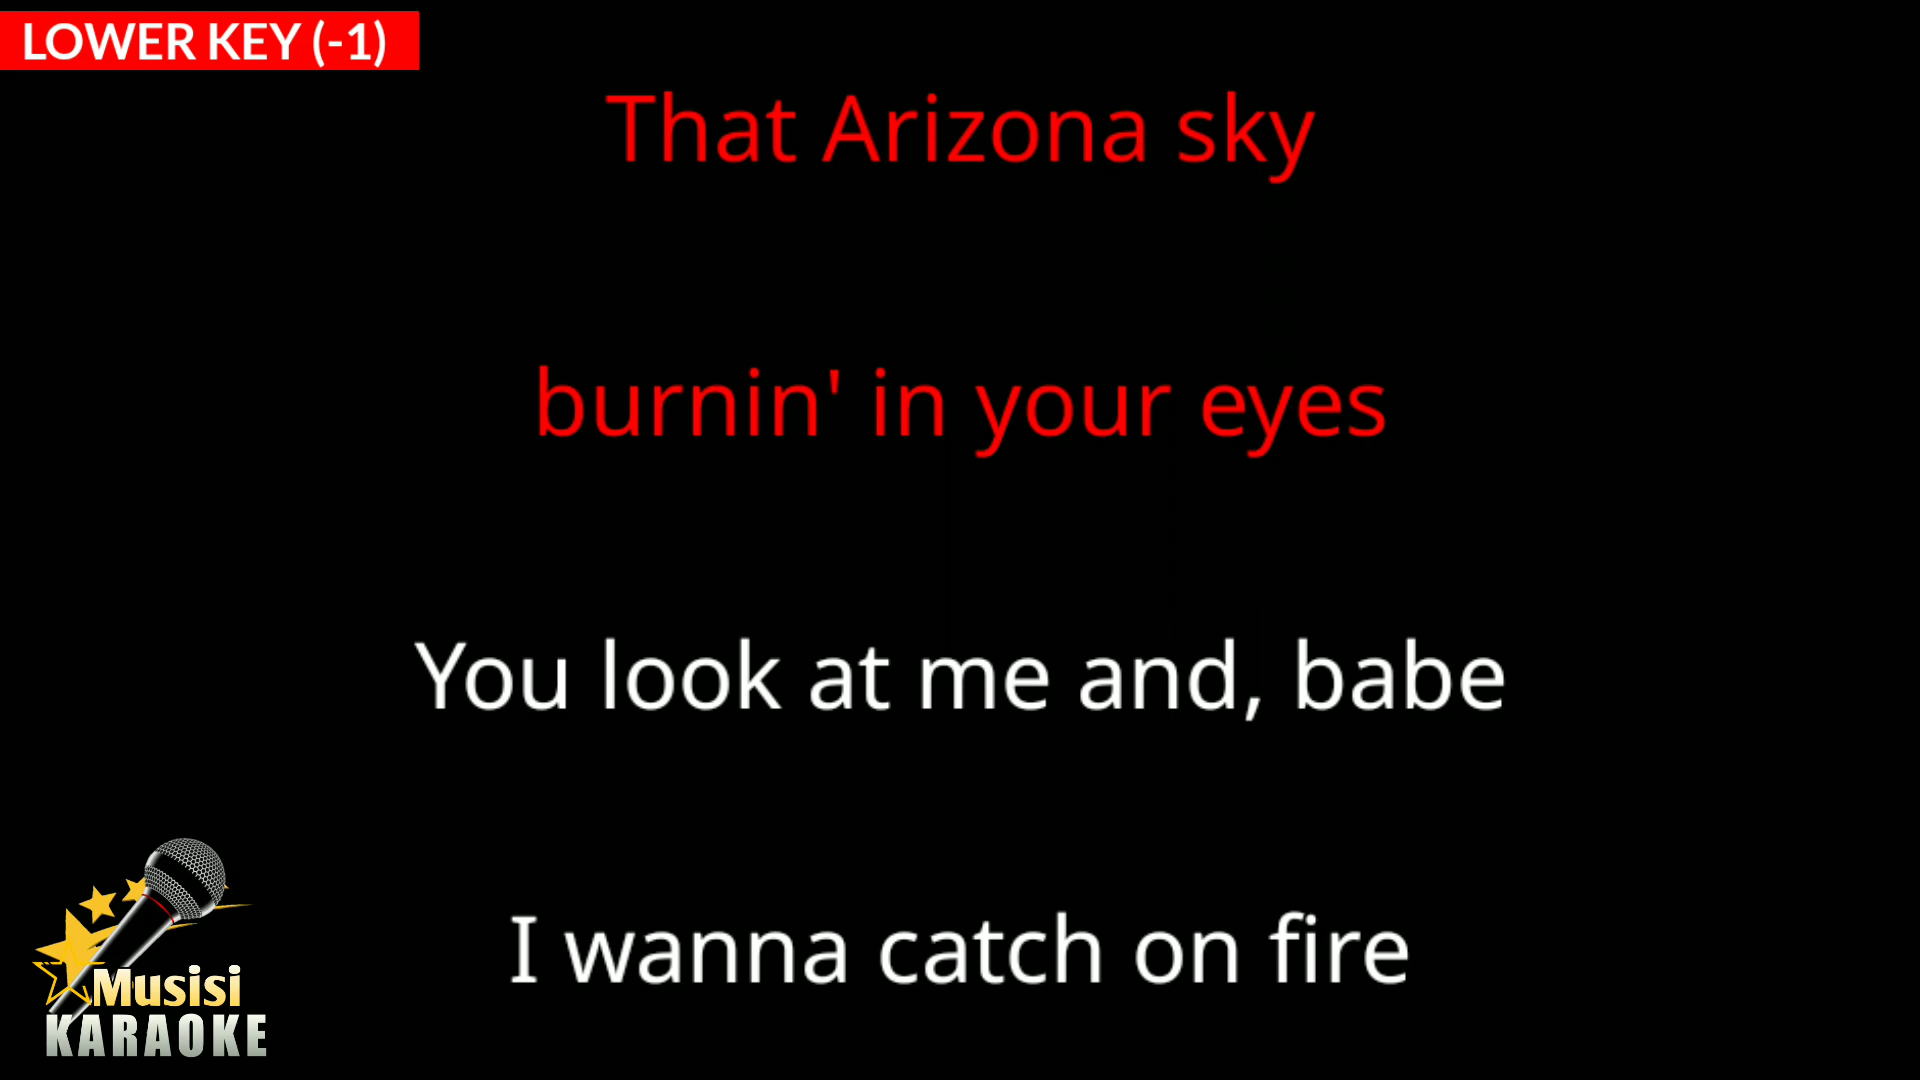 LOWER KEY (-1)
That Arizona sky
burnin' in your eyes
You look at me and, babe
I wanna catch on fire
Musisi
KARAOKE